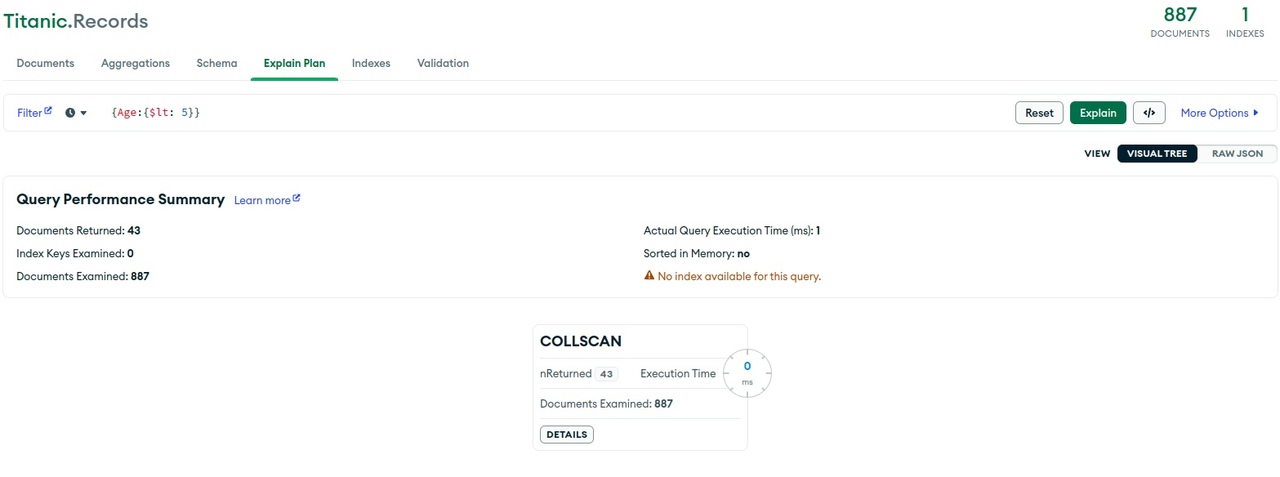 Titanic.Records
887
DOCUMENTS
1
INDEXES
Documents Aggregations Schema Explain Plan Indexes Validation
Filter {Age:{$lt: 5}} Reset Explain </> More Options
VIEW VISUAL TREE RAW JSON
Query Performance Summary Learn more
Documents Returned: 43
Index Keys Examined: 0
Documents Examined: 887
Actual Query Execution Time (ms): 1
Sorted in Memory: no
No index available for this query.
COLLSCAN
nReturned 43 Execution Time 0 ms
Documents Examined: 887
DETAILS